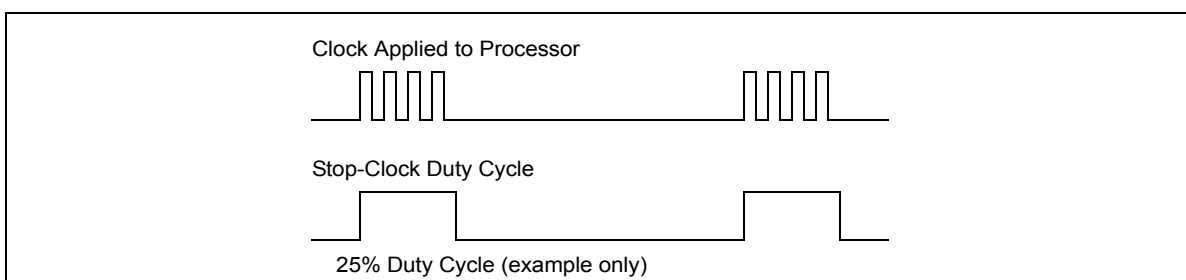 Clock Applied to Processor
Stop-Clock Duty Cycle
25% Duty Cycle (example only)